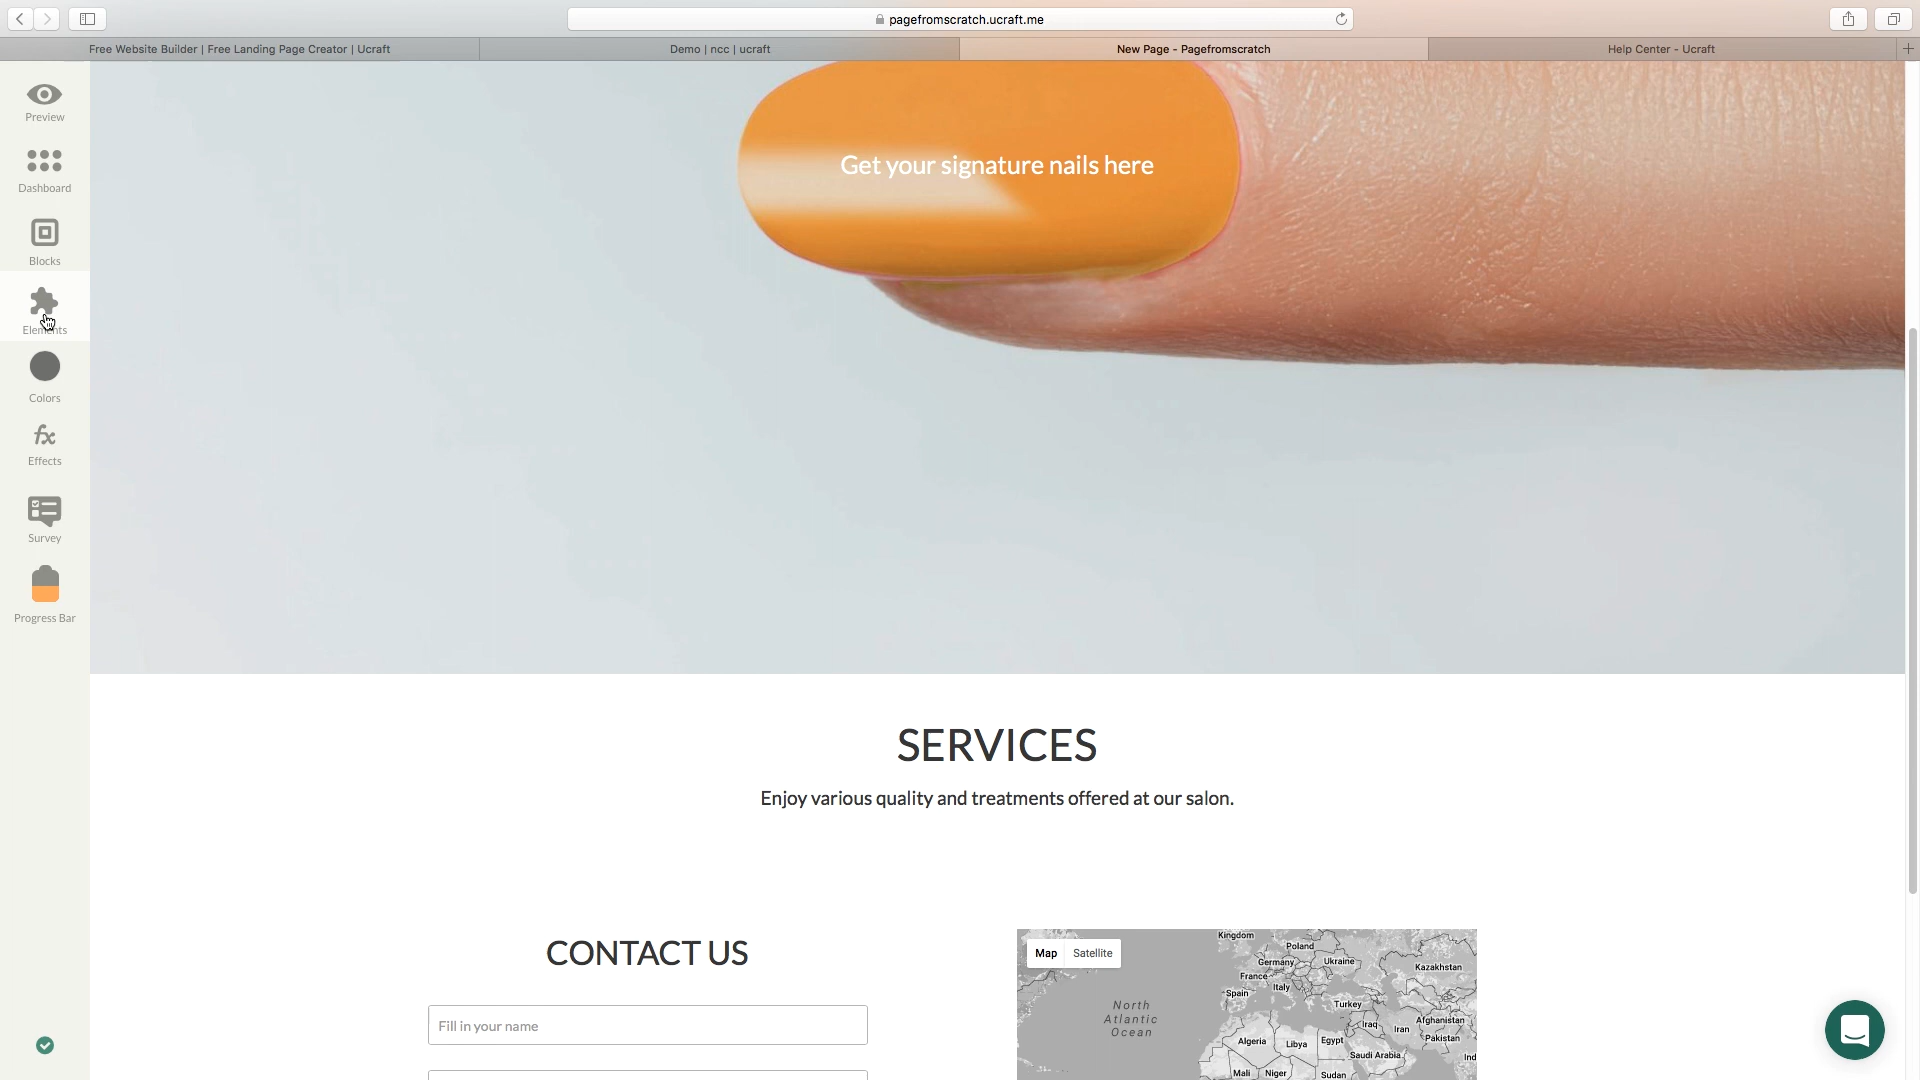 pagefromscratch.ucraft.me
Free Website Builder | Free Landing Page Creator | Ucraft
Demo | ncc | ucraft
New Page - Pagefromscratch
Help Center - Ucraft
Preview
Dashboard
Blocks
Elements
Colors
fx
Effects
Survey
Progress Bar
Get your signature nails here
SERVICES
Enjoy various quality and treatments offered at our salon.
CONTACT US
Fill in your name
Map Satellite
Kingdom
Poland
Germany
Ukraine
Kazakhstan
France
Italy
Spain
Turkey
North
Atlantic
Ocean
Iraq
Iran
Afghanistan
Pakistan
Algeria
Libya
Egypt
Saudi Arabia
Ind
Mali
Niger
Sudan